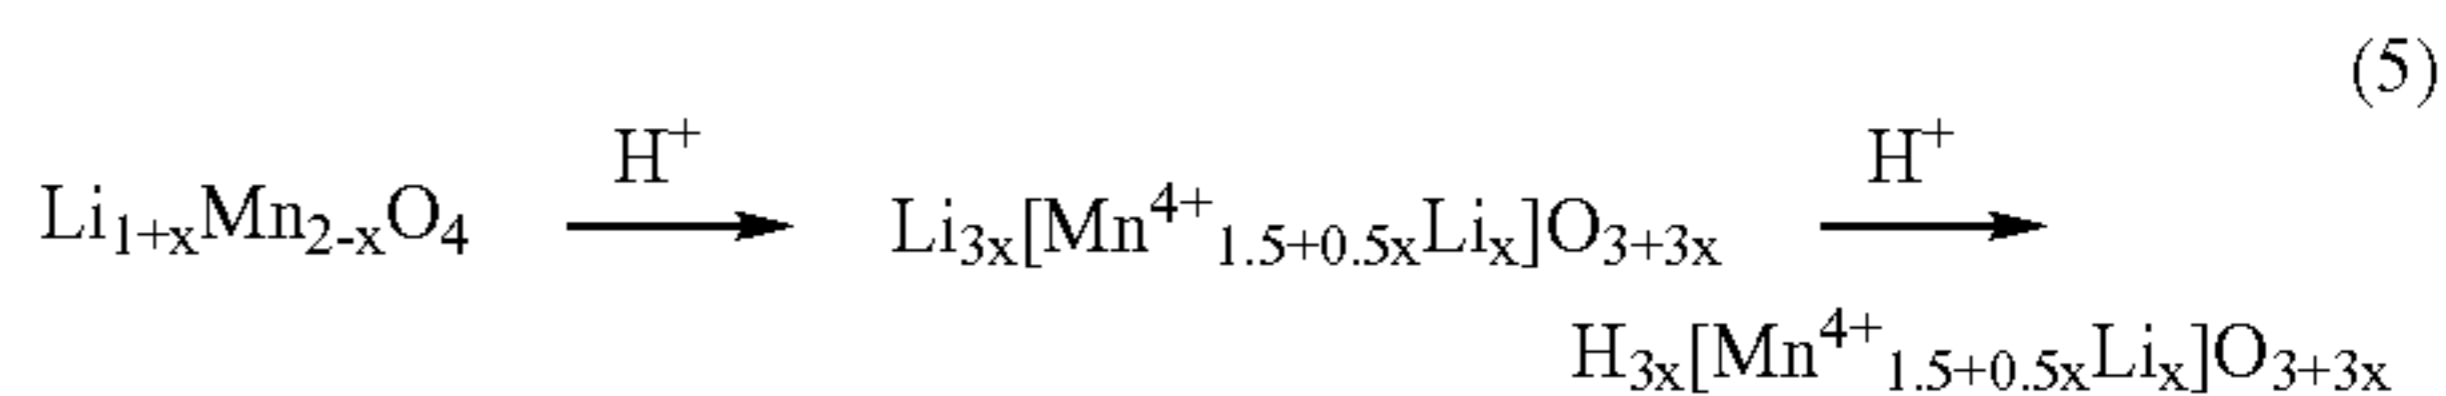 (5)
H⁺ H⁺
Li₁₊ₓMn₂₋ₓO₄ ⟶ Li₃ₓ[Mn⁴⁺₁.₅₊₀.₅ₓLiₓ]O₃₊₃ₓ ⟶
H₃ₓ[Mn⁴⁺₁.₅₊₀.₅ₓLiₓ]O₃₊₃ₓ